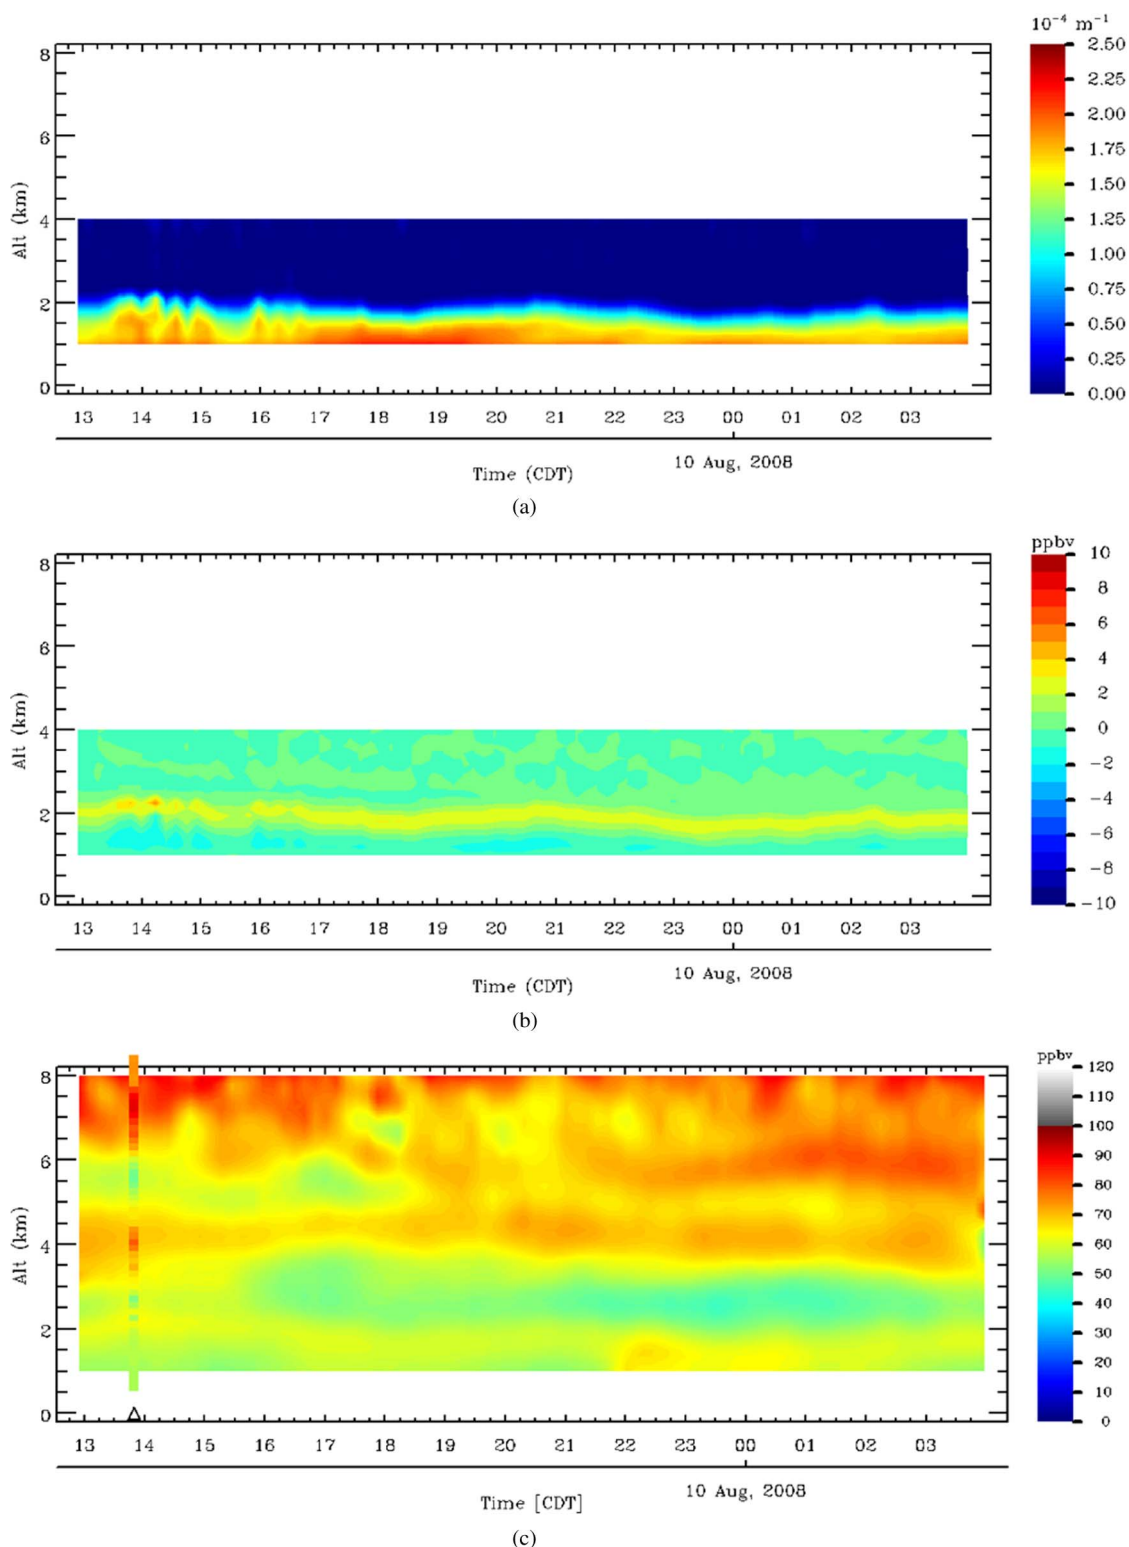 10⁻⁴ m⁻¹
8
6
4
2
0
Alt (km)
2.50
2.25
2.00
1.75
1.50
1.25
1.00
0.75
0.50
0.25
0.00
13 14 15 16 17 18 19 20 21 22 23 00 01 02 03
10 Aug, 2008
Time (CDT)
(a)
ppbv
8
6
4
2
0
Alt (km)
10
8
6
4
2
0
-2
-4
-6
-8
-10
13 14 15 16 17 18 19 20 21 22 23 00 01 02 03
10 Aug, 2008
Time (CDT)
(b)
ppbv
8
6
4
2
0
Alt (km)
120
110
100
90
80
70
60
50
40
30
20
10
0
13 14 15 16 17 18 19 20 21 22 23 00 01 02 03
10 Aug, 2008
Time [CDT]
(c)